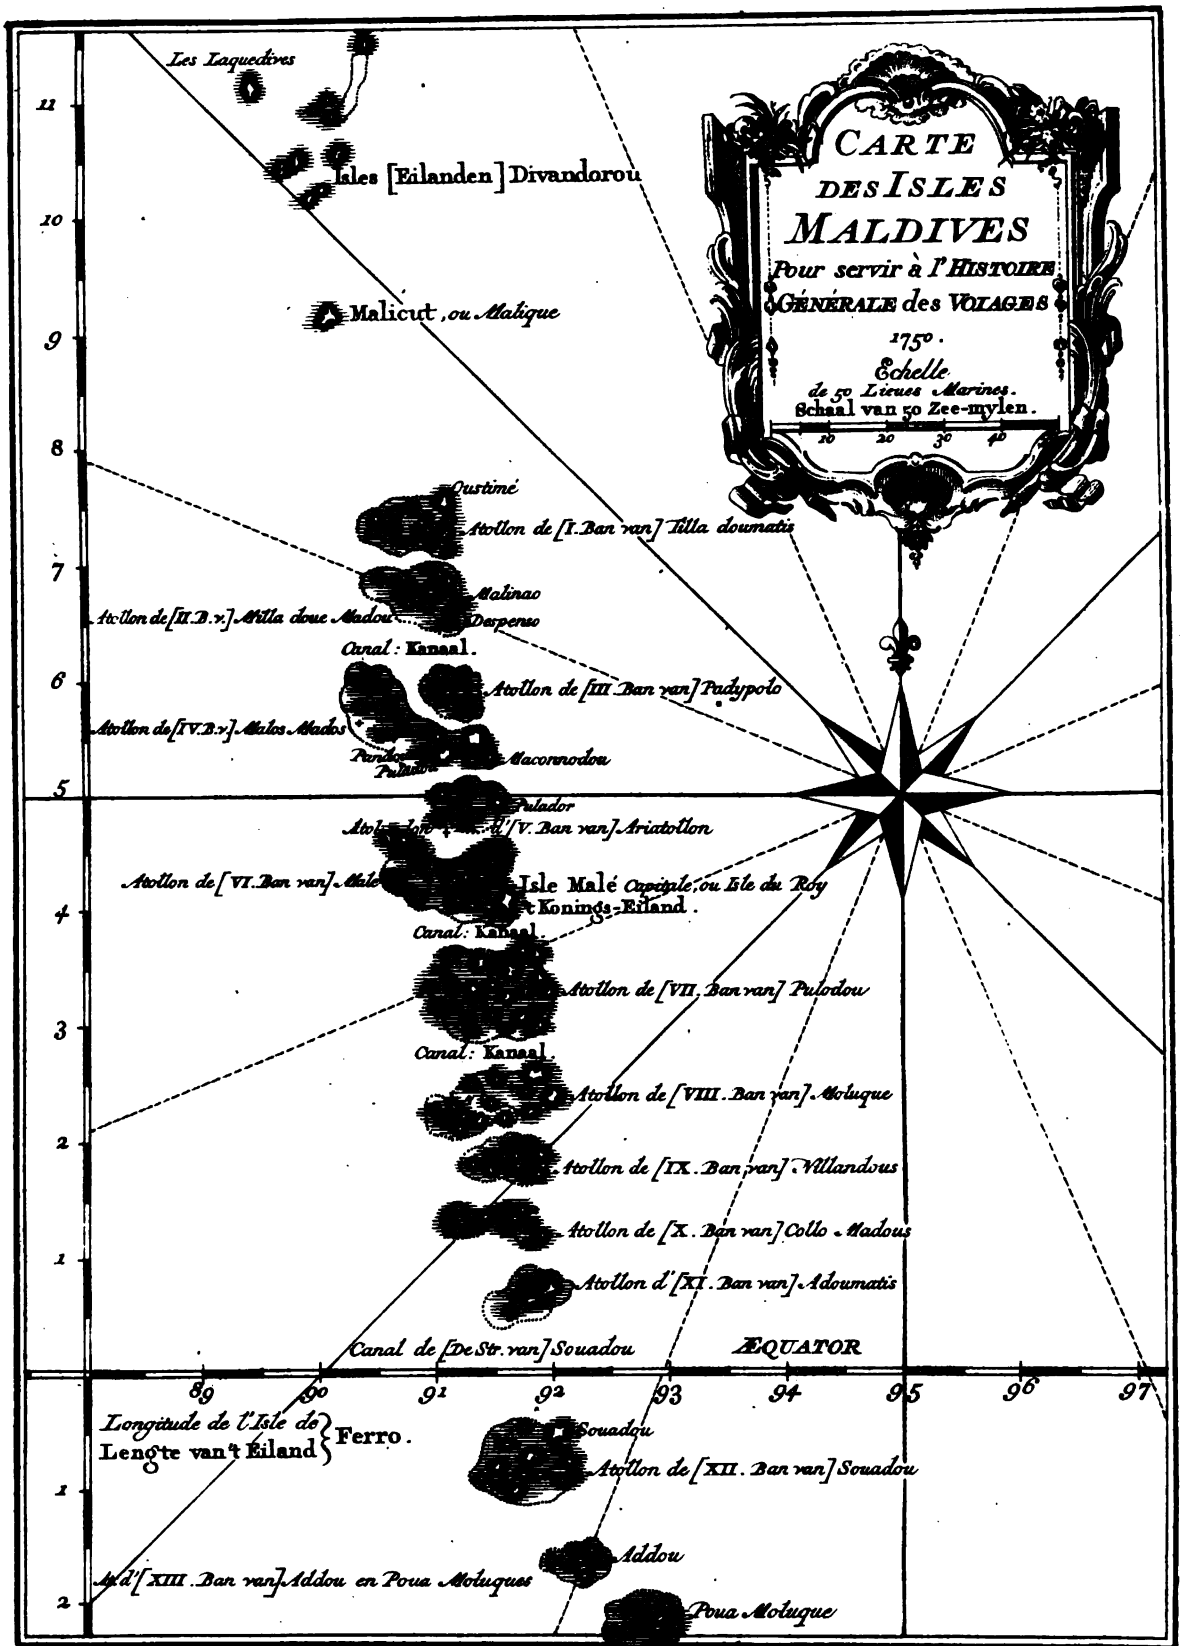 CARTE
DES ISLES
MALDIVES
Pour servir à l'HISTOIRE
GÉNÉRALE des VOIAGES
1750.
Echelle
de 50 Lieues Marines.
Schaal van 50 Zee-mylen.
10 20 30 40
Les Laquedives
11
Isles [Eilanden] Divandorou
10
Malicut, ou Malique
9
8
Oustimé
Atollon de [I. Ban van] Tilla doumatis
7
Malinao
Atollon de [II. B. v.] Milla doue Madou
Despenso
Canal: Kanaal.
6
Atollon de [III. Ban van] Padypolo
Atollon de [IV. B. v.] Malos Mados
Maconnodou
5
Pulador
d'[V. Ban van] Ariatollon
Atollon de [VI. Ban van] Male
Isle Malé Capitale, ou Isle du Roy
't Konings-Eiland.
4
Canal: Kanaal.
Atollon de [VII. Ban van] Pulodou
3
Canal: Kanaal.
Atollon de [VIII. Ban van] Moluque
2
Atollon de [IX. Ban van] Nillandous
Atollon de [X. Ban van] Collo Madous
1
Atollon d'[XI. Ban van] Adoumatis
Canal de [De Str. van] Souadou
ÆQUATOR
89 90 91 92 93 94 95 96 97
Longitude de l'Isle de
Lengte van't Eiland
Ferro.
Souadou
Atollon de [XII. Ban van] Souadou
1
Addou
At. d'[XIII. Ban van] Addou en Poua Moluques
2
Poua Moluque